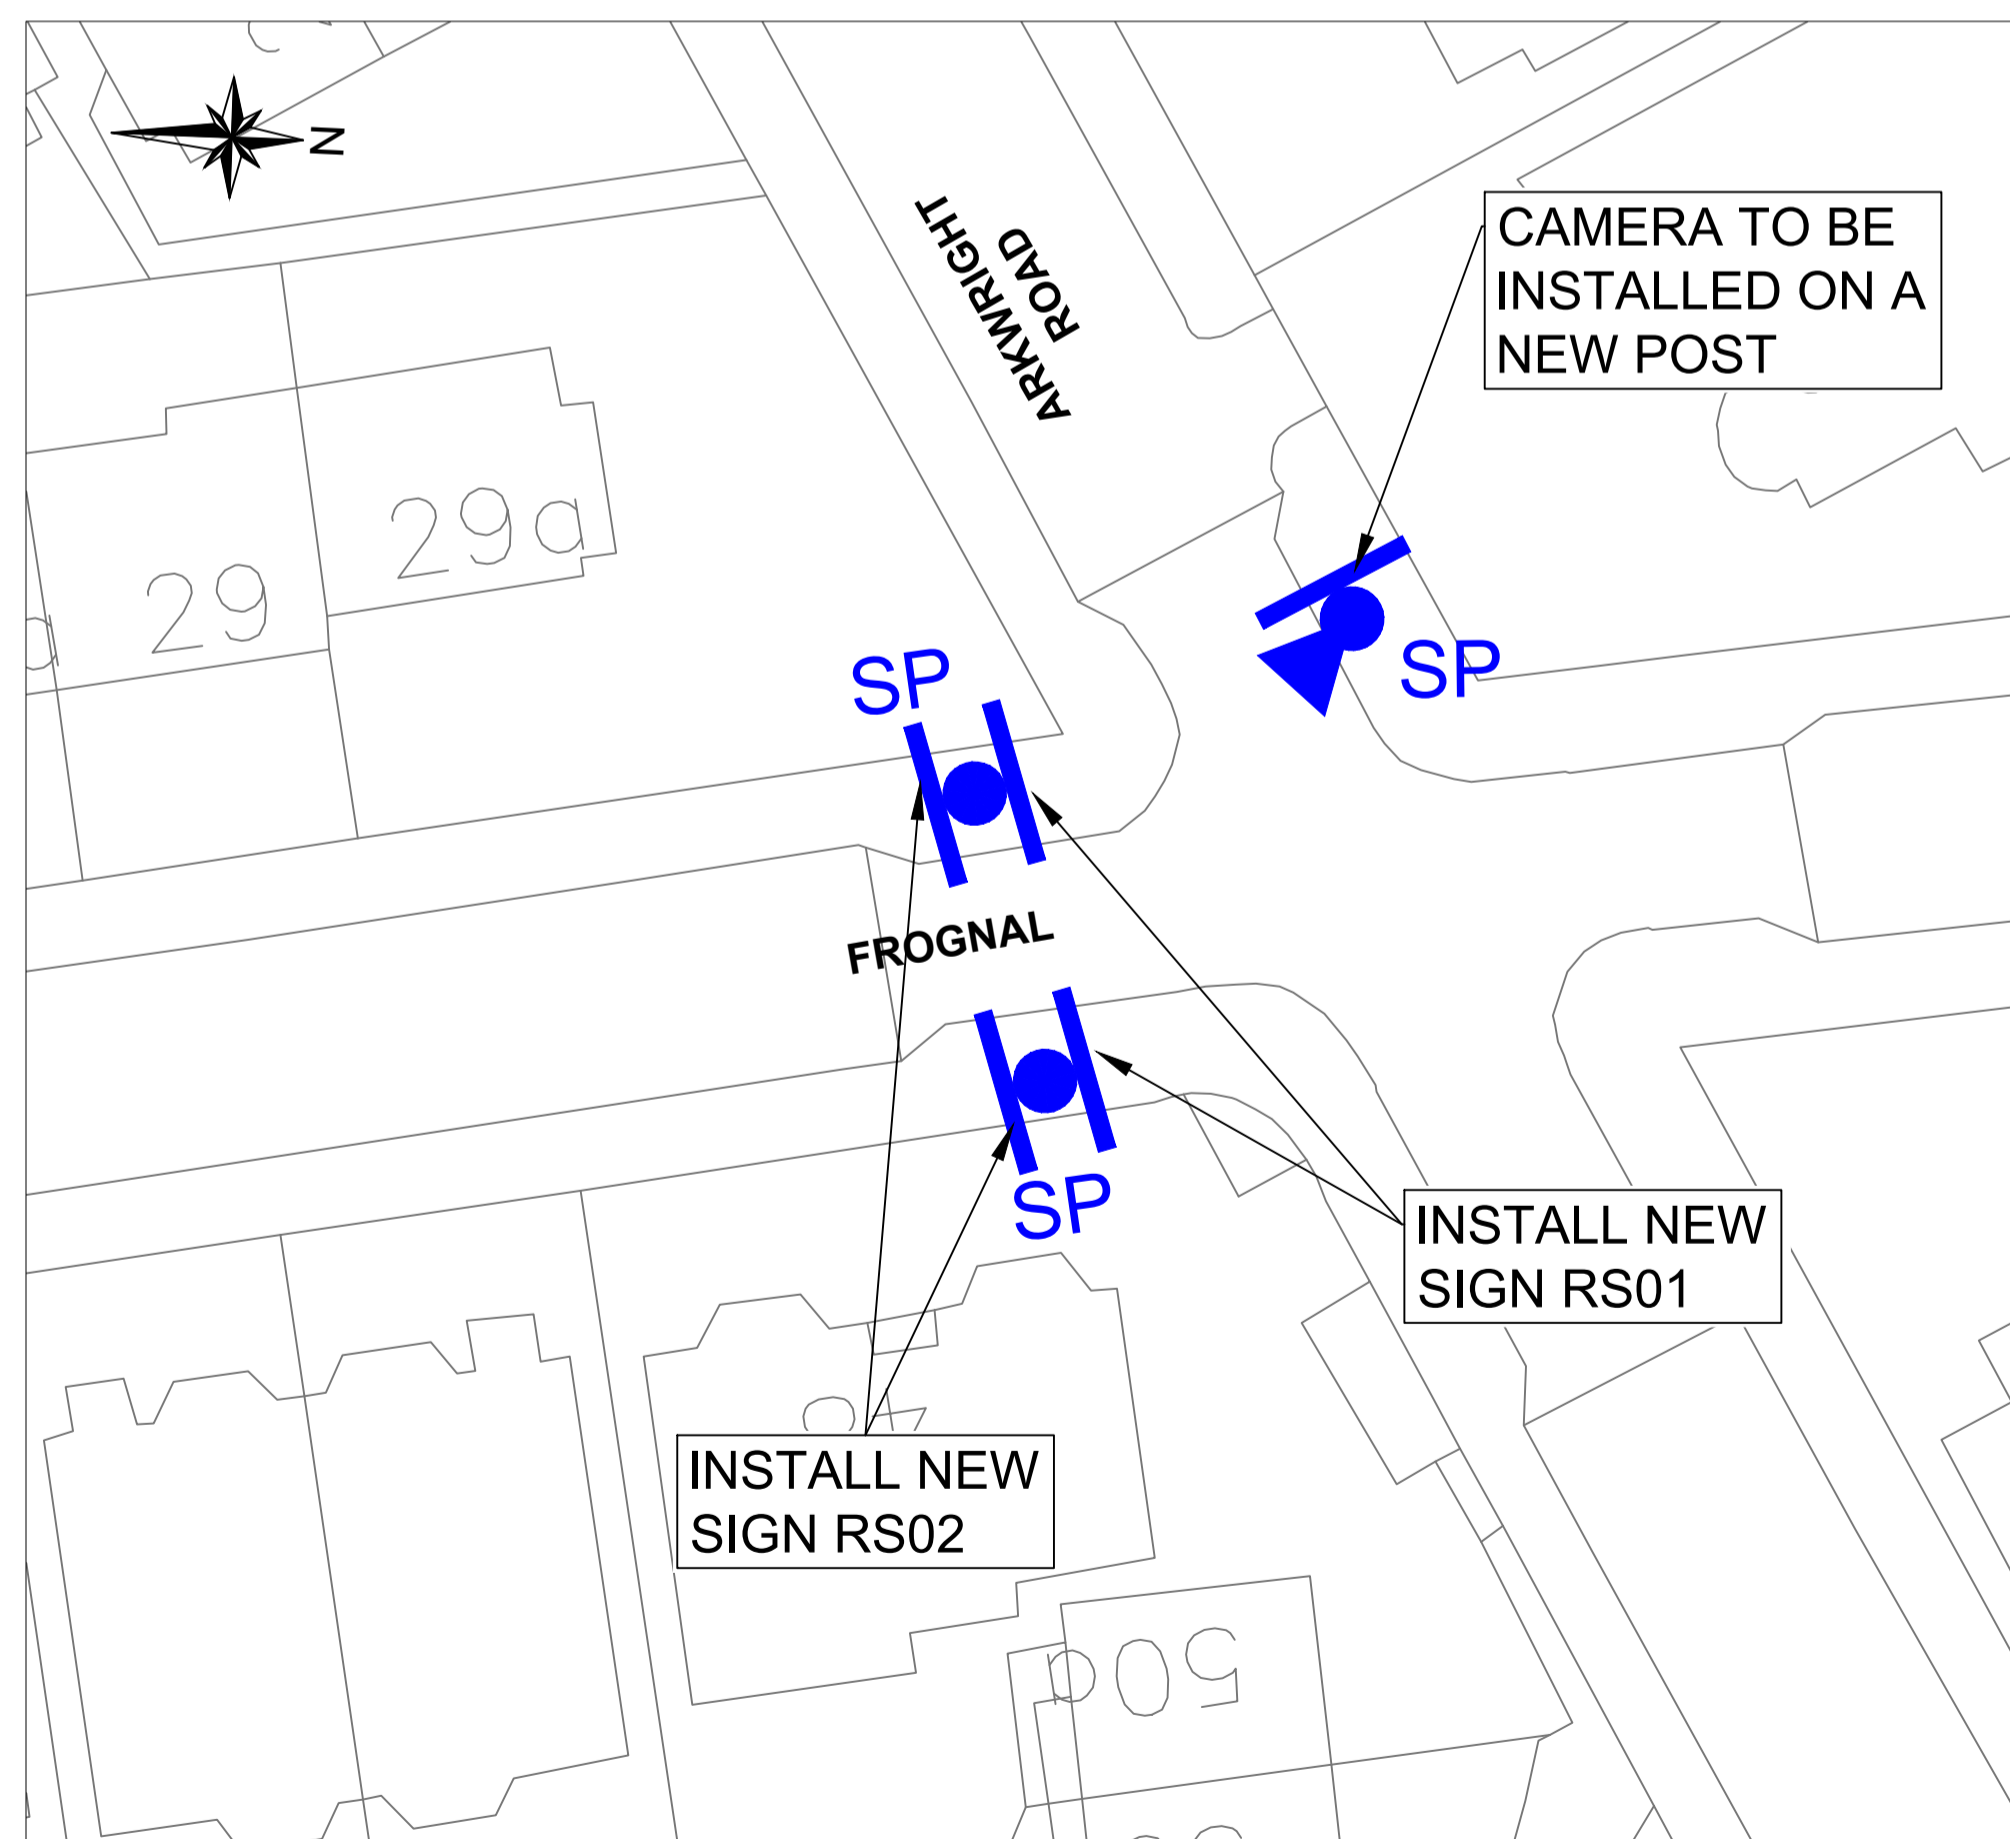 N
ARKWRIGHT
ROAD
CAMERA TO BE
INSTALLED ON A
NEW POST
29a
29
SP
SP
FROGNAL
SP
INSTALL NEW
SIGN RS01
INSTALL NEW
SIGN RS02
50d